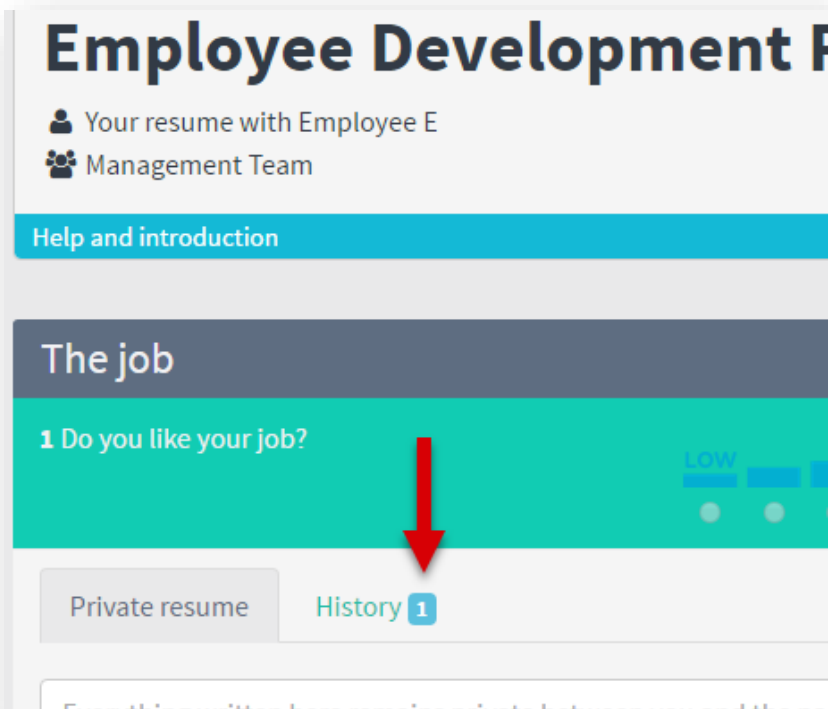 Employee Development
Your resume with Employee E
Management Team
Help and introduction
The job
1 Do you like your job?
LOW
Private resume
History 1